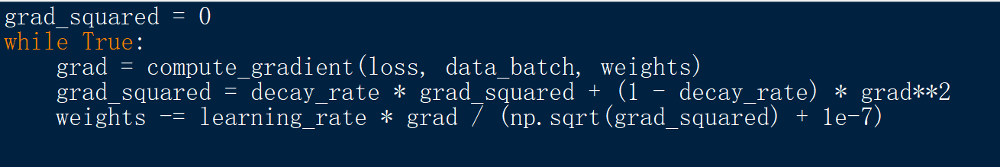 grad_squared = 0
while True:
    grad = compute_gradient(loss, data_batch, weights)
    grad_squared = decay_rate * grad_squared + (1 - decay_rate) * grad**2
    weights -= learning_rate * grad / (np.sqrt(grad_squared) + 1e-7)